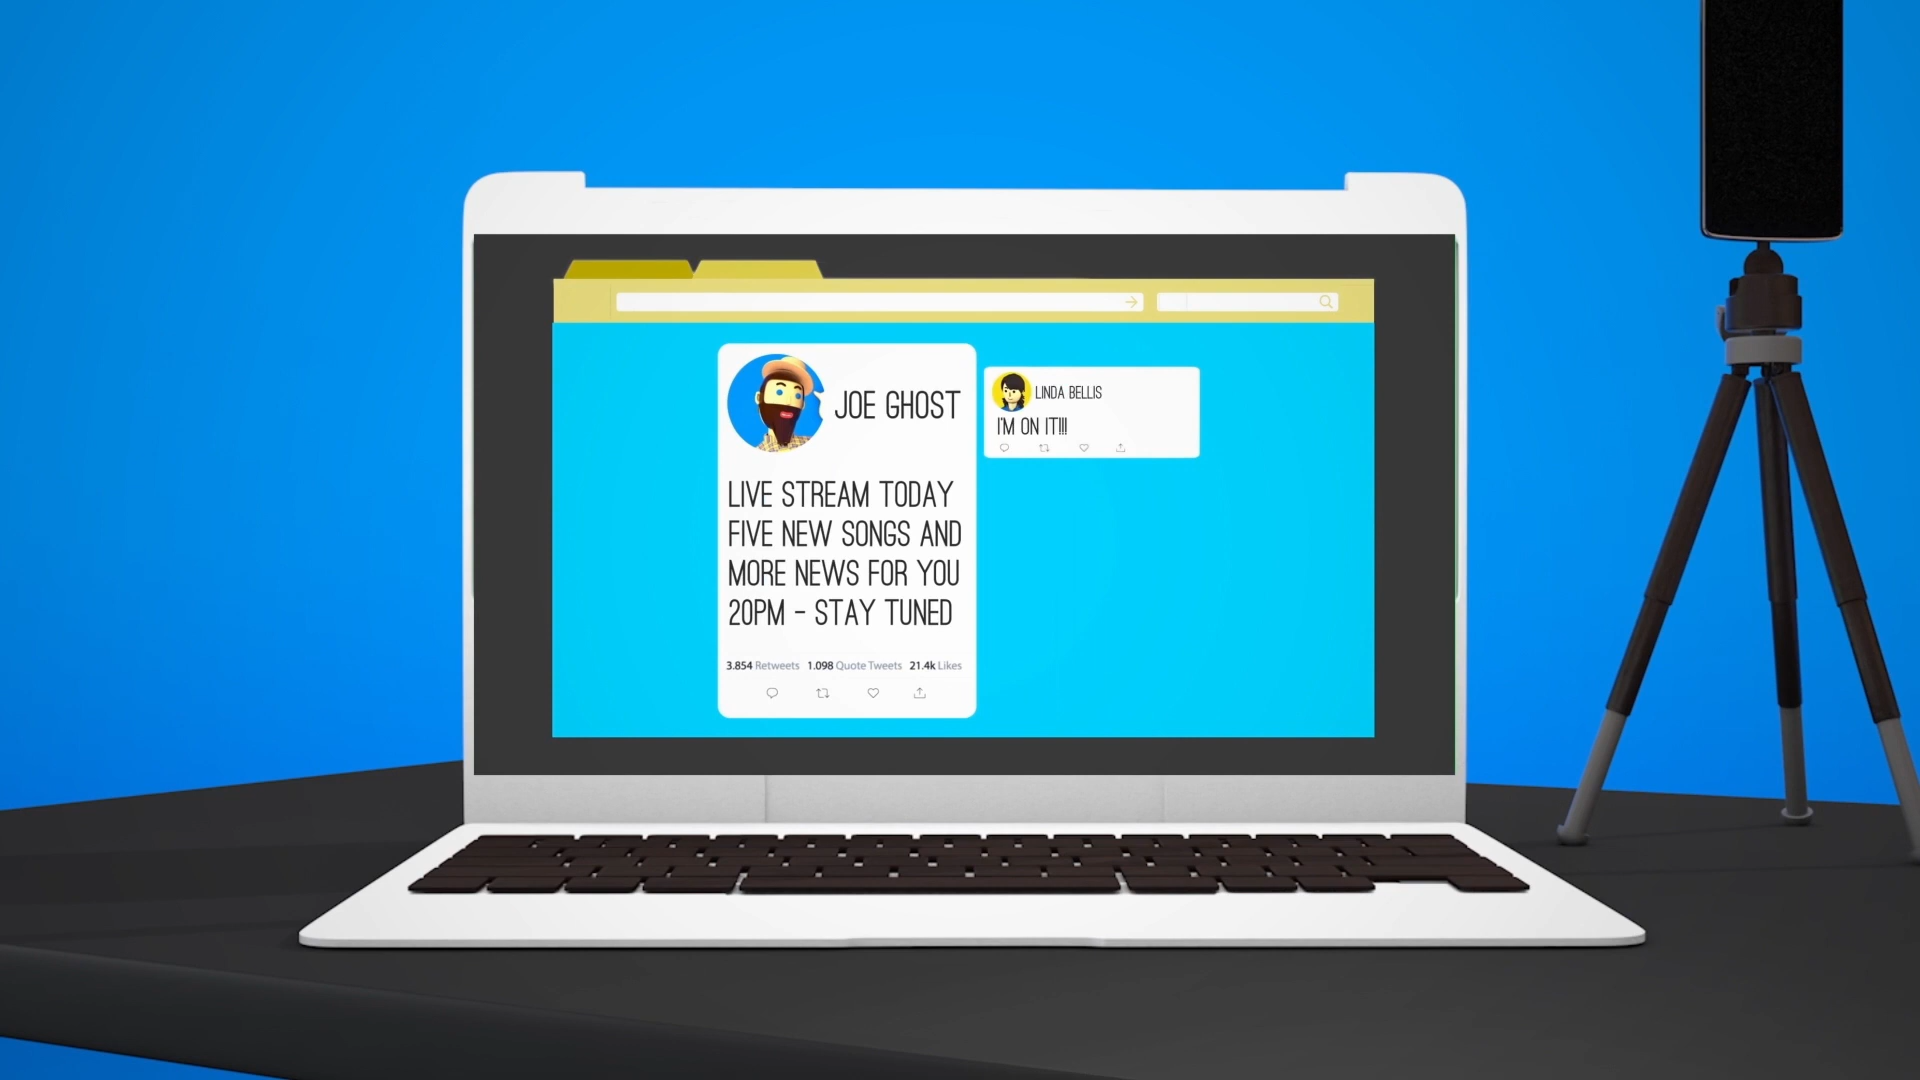 JOE GHOST
LIVE STREAM TODAY
FIVE NEW SONGS AND
MORE NEWS FOR YOU
20PM - STAY TUNED
3.854 Retweets 1.098 Quote Tweets 21.4k Likes
LINDA BELLIS
I'M ON IT!!!